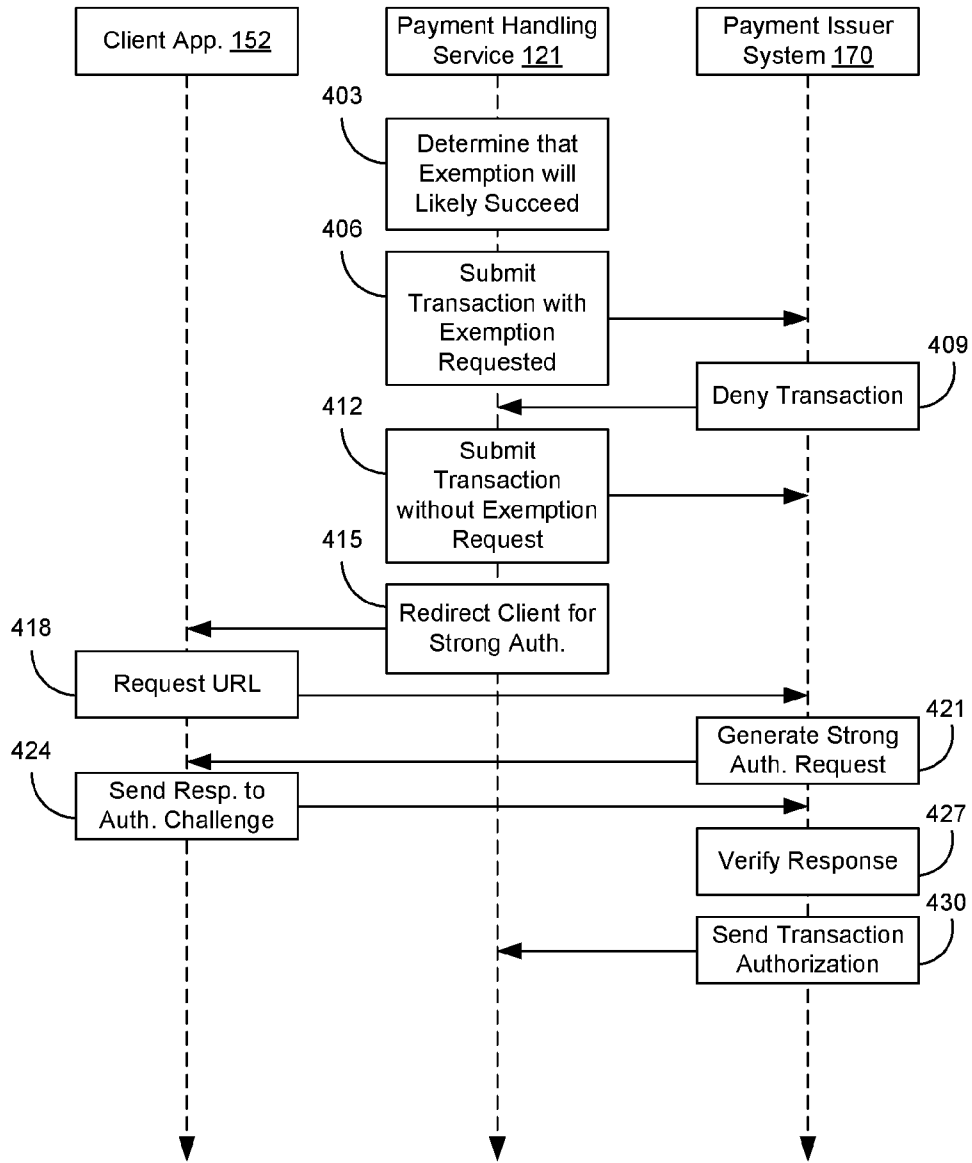 Client App. 152
Payment Handling
Service 121
Payment Issuer
System 170
403
Determine that
Exemption will
Likely Succeed
406
Submit
Transaction with
Exemption
Requested
409
Deny Transaction
412
Submit
Transaction
without Exemption
Request
415
Redirect Client for
Strong Auth.
418
Request URL
421
Generate Strong
Auth. Request
424
Send Resp. to
Auth. Challenge
427
Verify Response
430
Send Transaction
Authorization